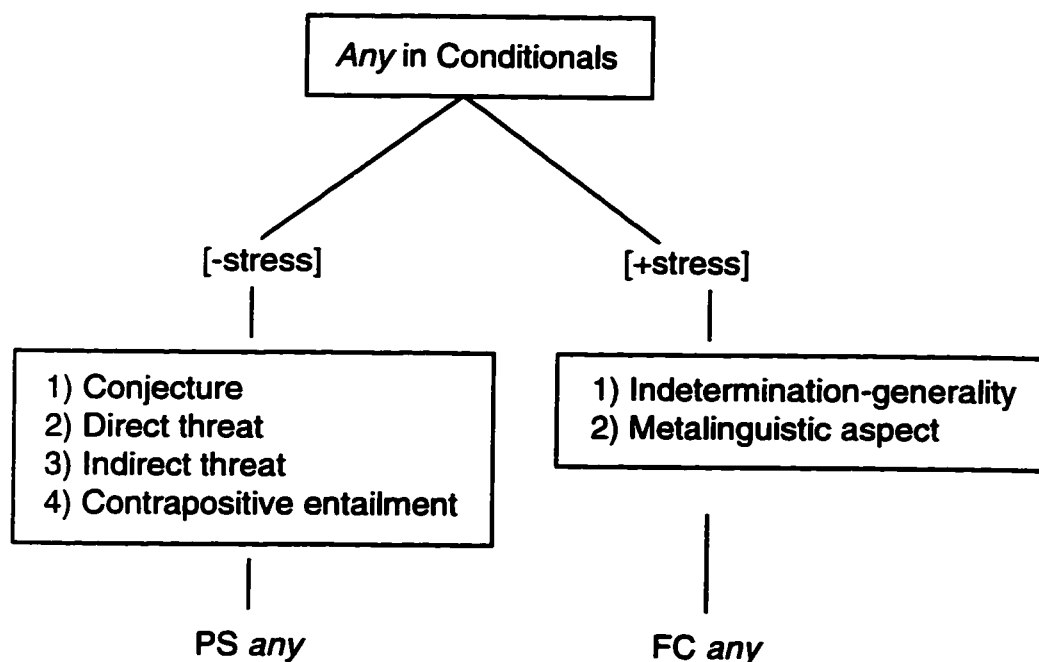 Any in Conditionals
[-stress]
[+stress]
1) Conjecture
2) Direct threat
3) Indirect threat
4) Contrapositive entailment
1) Indetermination-generality
2) Metalinguistic aspect
PS any
FC any